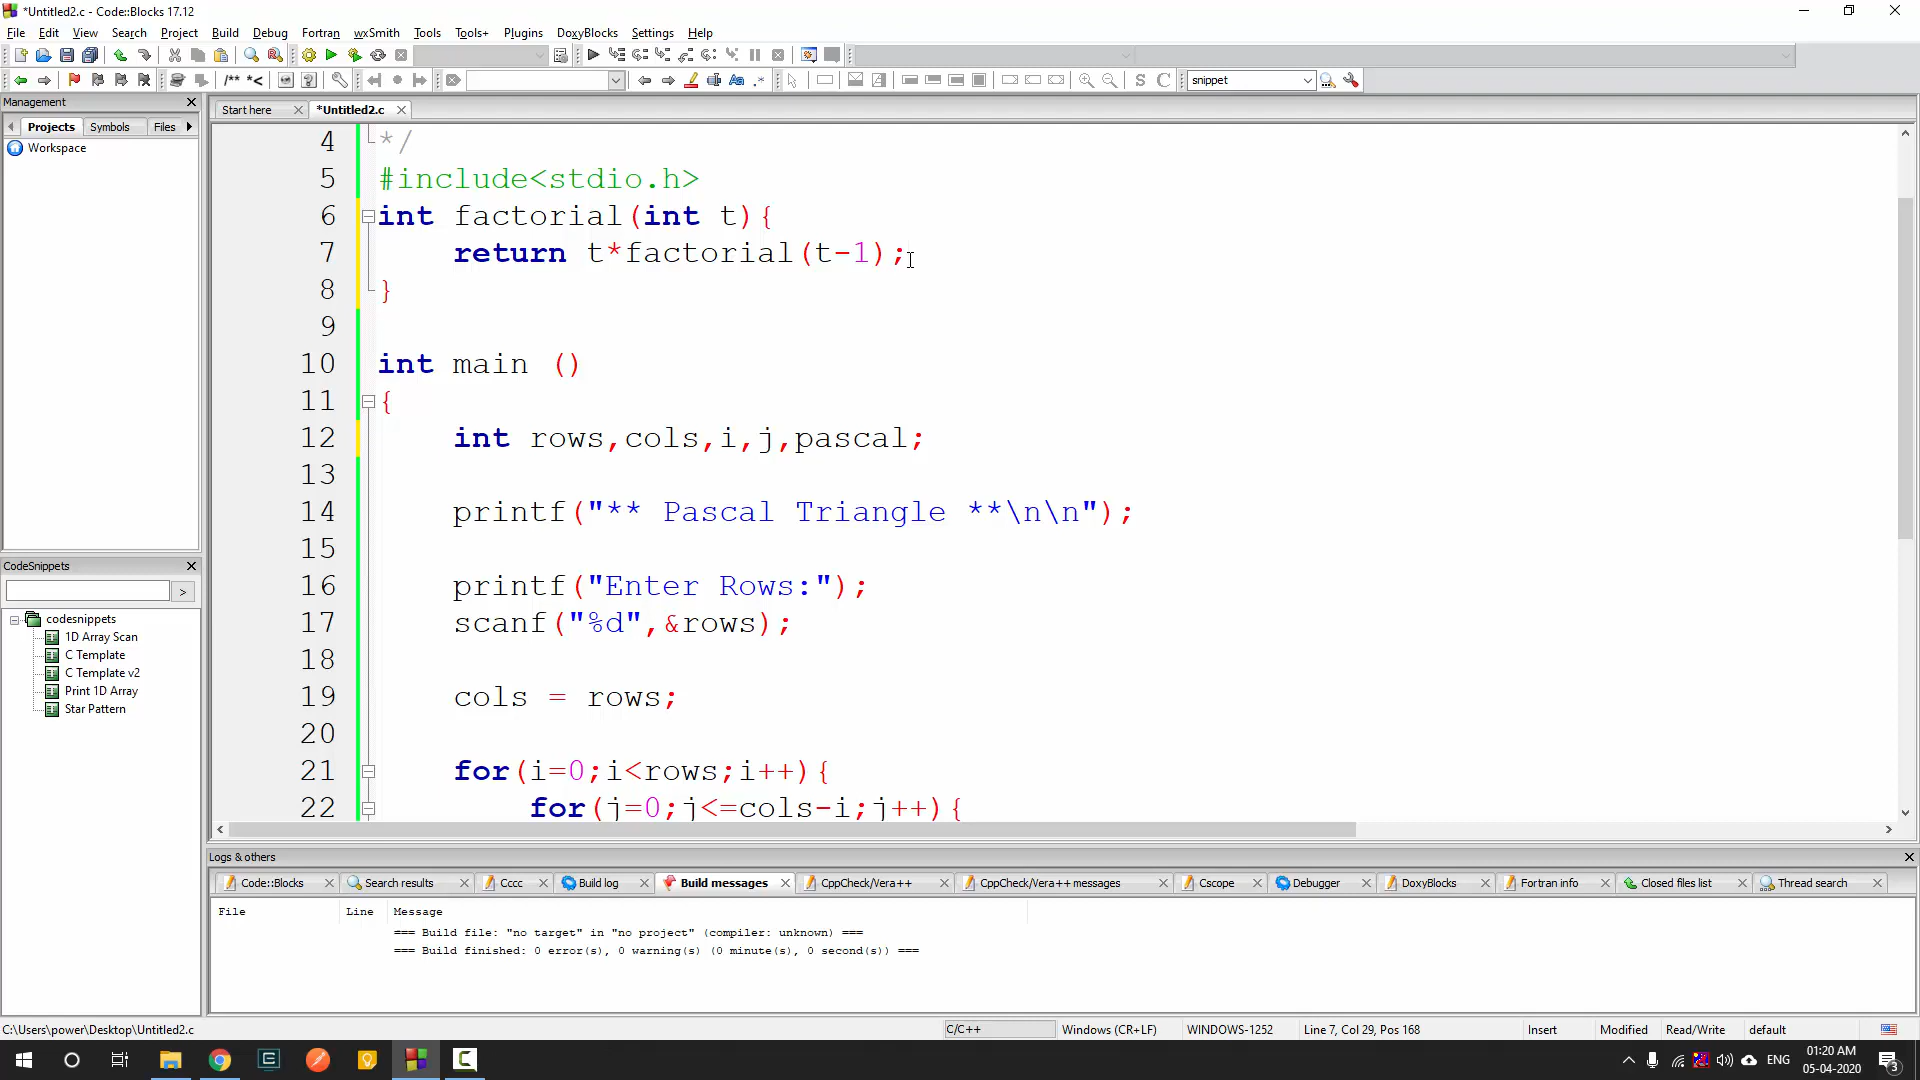 *Untitled2.c - Code::Blocks 17.12
File Edit View Search Project Build Debug Fortran wxSmith Tools Tools+ Plugins DoxyBlocks Settings Help
/** *< .* S C snippet
Management
Start here *Untitled2.c
Projects Symbols Files
Workspace
4 */
5 #include<stdio.h>
6 int factorial(int t){
7 return t*factorial(t-1);
8 }
9
10 int main ()
11 {
12 int rows,cols,i,j,pascal;
13
14 printf("** Pascal Triangle **\n\n");
15
16 printf("Enter Rows:");
17 scanf("%d",&rows);
18
19 cols = rows;
20
21 for(i=0;i<rows;i++){
22 for(j=0;j<=cols-i;j++){
CodeSnippets
>
codesnippets
1D Array Scan
C Template
C Template v2
Print 1D Array
Star Pattern
Logs & others
Code::Blocks Search results Cccc Build log Build messages CppCheck/Vera++ CppCheck/Vera++ messages Cscope Debugger DoxyBlocks Fortran info Closed files list Thread search
File Line Message
=== Build file: "no target" in "no project" (compiler: unknown) ===
=== Build finished: 0 error(s), 0 warning(s) (0 minute(s), 0 second(s)) ===
C:\Users\power\Desktop\Untitled2.c C/C++ Windows (CR+LF) WINDOWS-1252 Line 7, Col 29, Pos 168 Insert Modified Read/Write default
ENG 01:20 AM
05-04-2020 3